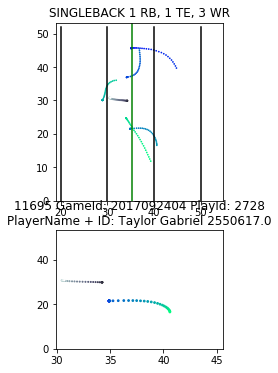 SINGLEBACK 1 RB, 1 TE, 3 WR
50
40
30
20
10
0
20 30 40 50
11695 GameId: 2017092404 PlayId: 2728
PlayerName + ID: Taylor Gabriel 2550617.0
40
20
0
30 35 40 45